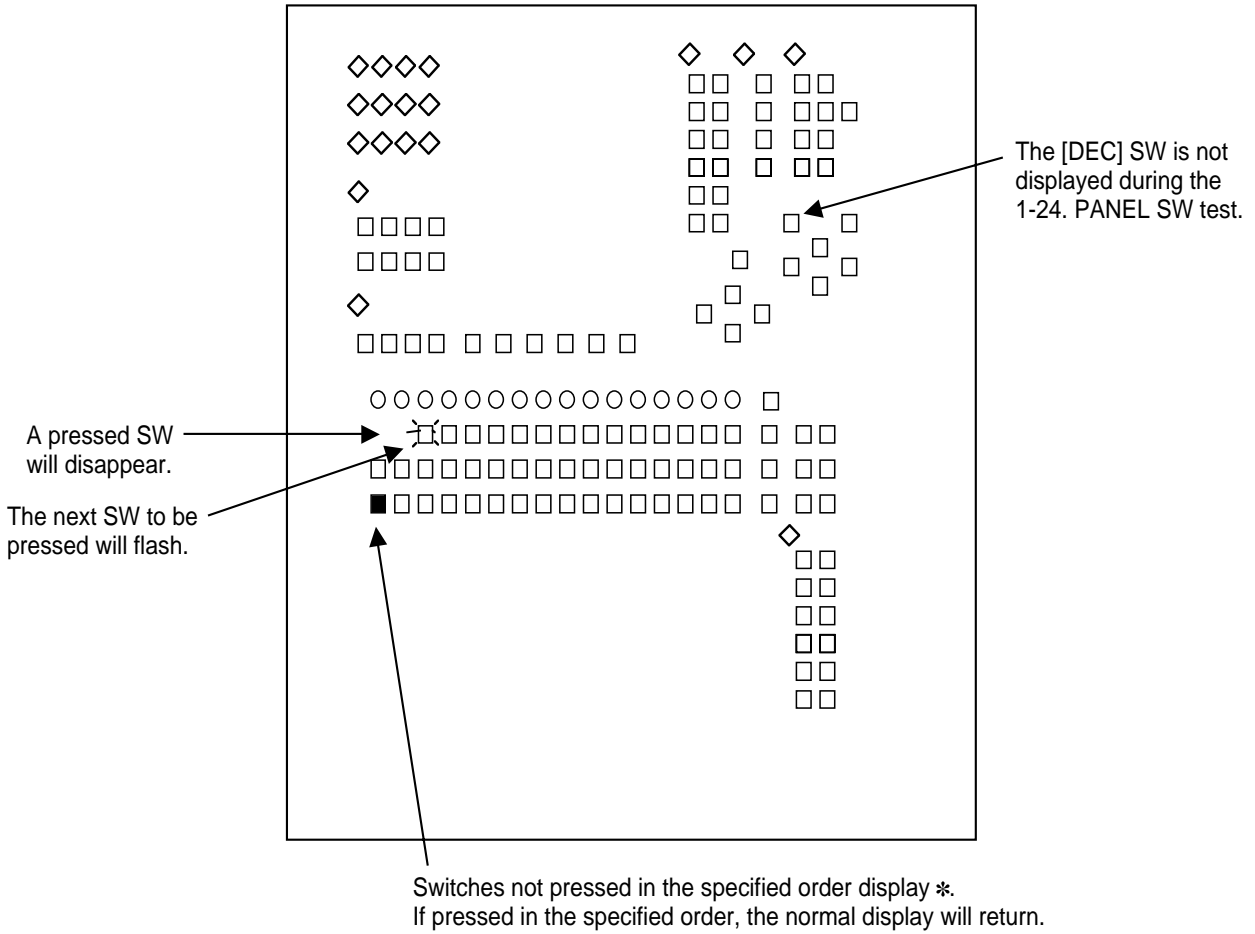 The [DEC] SW is not
displayed during the
1-24. PANEL SW test.
A pressed SW
will disappear.
The next SW to be
pressed will flash.
Switches not pressed in the specified order display ✻.
If pressed in the specified order, the normal display will return.